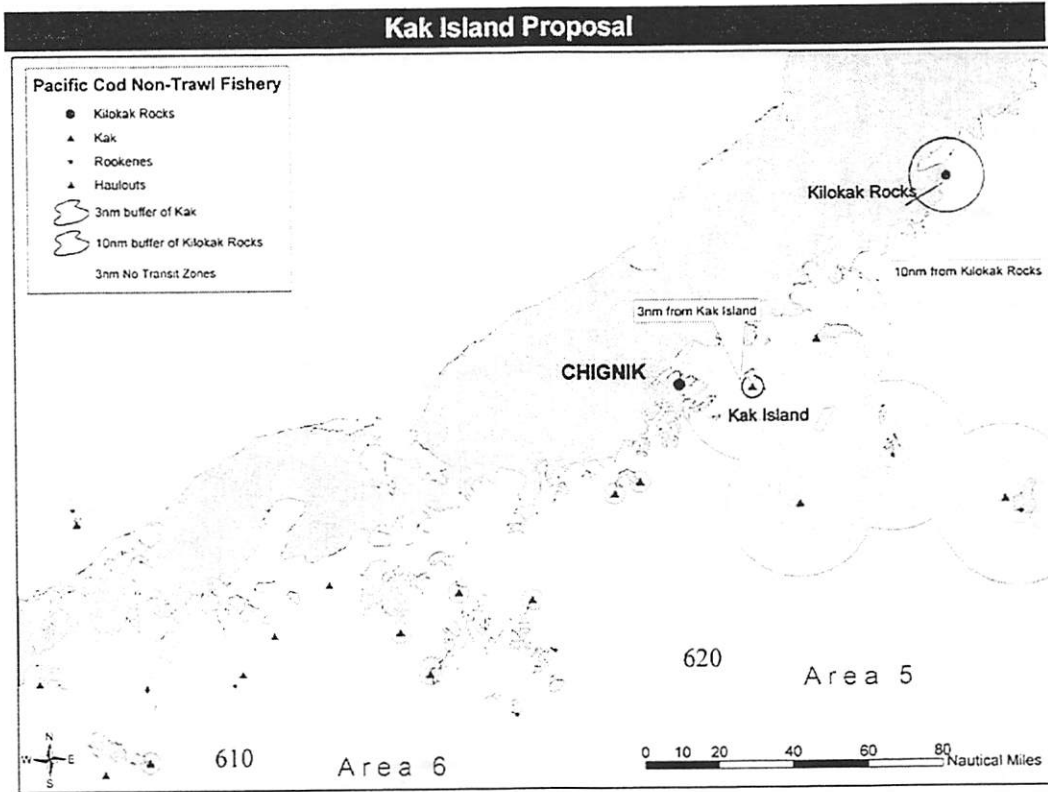 Kak Island Proposal
Pacific Cod Non-Trawl Fishery
Kilokak Rocks
Kak
Rookenes
Haulouts
3nm buffer of Kak
10nm buffer of Kilokak Rocks
3nm No Transit Zones
Kilokak Rocks
10nm from Kilokak Rocks
3nm from Kak Island
CHIGNIK
Kak Island
620
Area 5
610
Area 6
N
W E
S
0 10 20 40 60 80
Nautical Miles